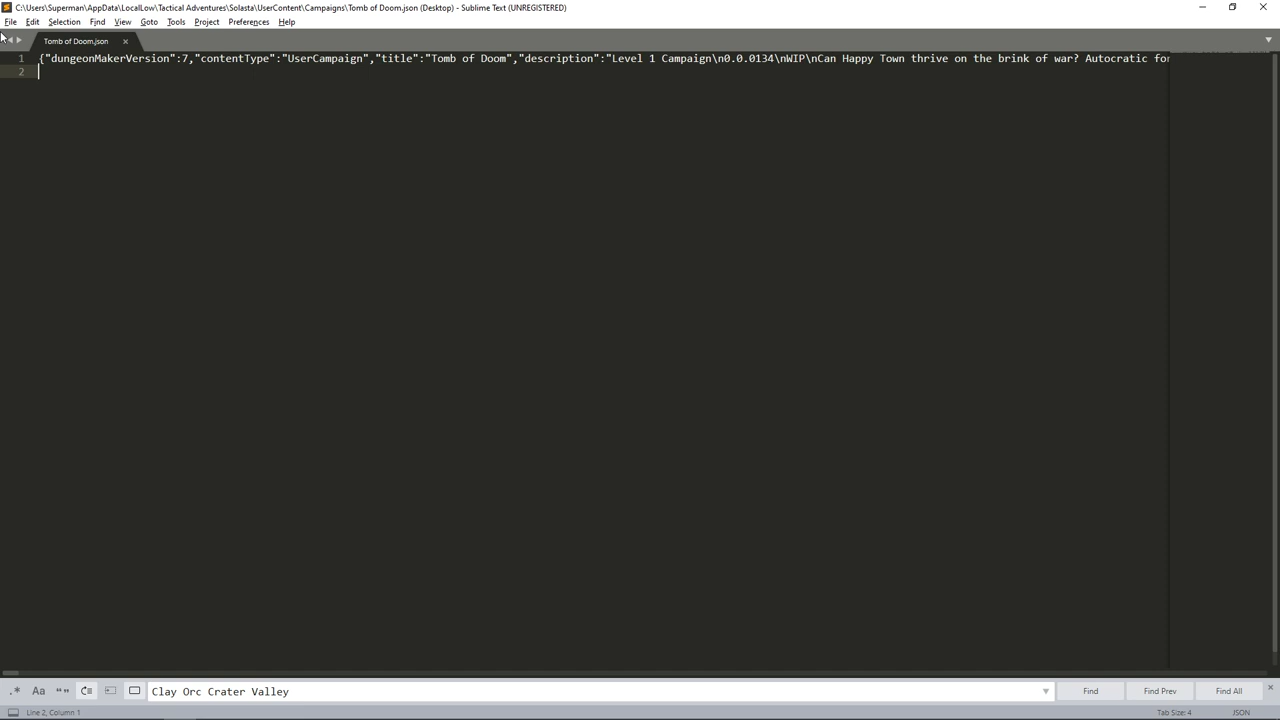 C:\Users\Superman\AppData\LocalLow\Tactical Adventures\Solasta\UserContent\Campaigns\Tomb of Doom.json (Desktop) - Sublime Text (UNREGISTERED)
File Edit Selection Find View Goto Tools Project Preferences Help
Tomb of Doom.json ×
1 {"dungeonMakerVersion":7,"contentType":"UserCampaign","title":"Tomb of Doom","description":"Level 1 Campaign\n0.0.0134\nWIP\nCan Happy Town thrive on the brink of war? Autocratic for
2
.* Aa “” Clay Orc Crater Valley Find Find Prev Find All
Line 2, Column 1 Tab Size: 4 JSON